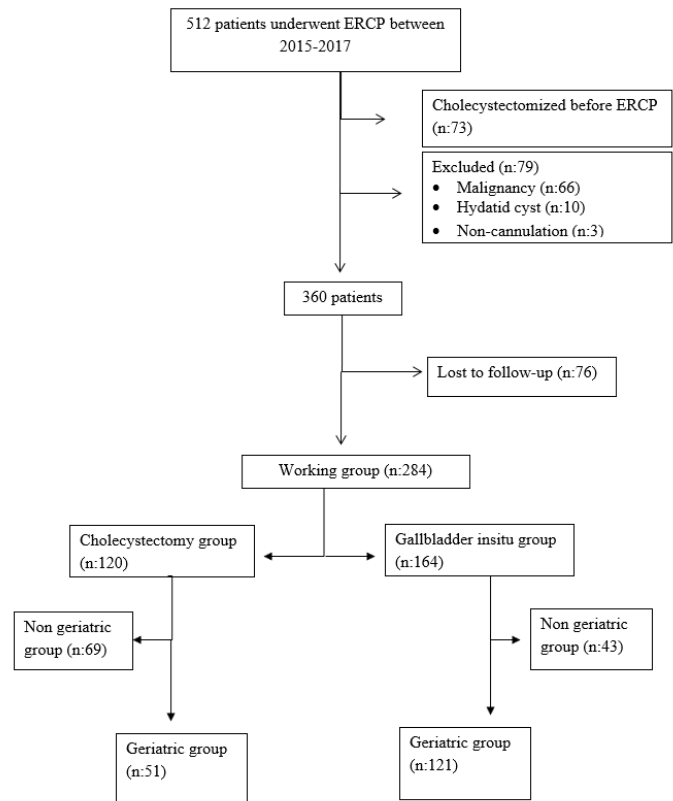 512 patients underwent ERCP between
2015-2017
Cholecystectomized before ERCP
(n:73)
Excluded (n:79)
• Malignancy (n:66)
• Hydatid cyst (n:10)
• Non-cannulation (n:3)
360 patients
Lost to follow-up (n:76)
Working group (n:284)
Cholecystectomy group
(n:120)
Gallbladder insitu group
(n:164)
Non geriatric
group (n:69)
Non geriatric
group (n:43)
Geriatric group
(n:51)
Geriatric group
(n:121)